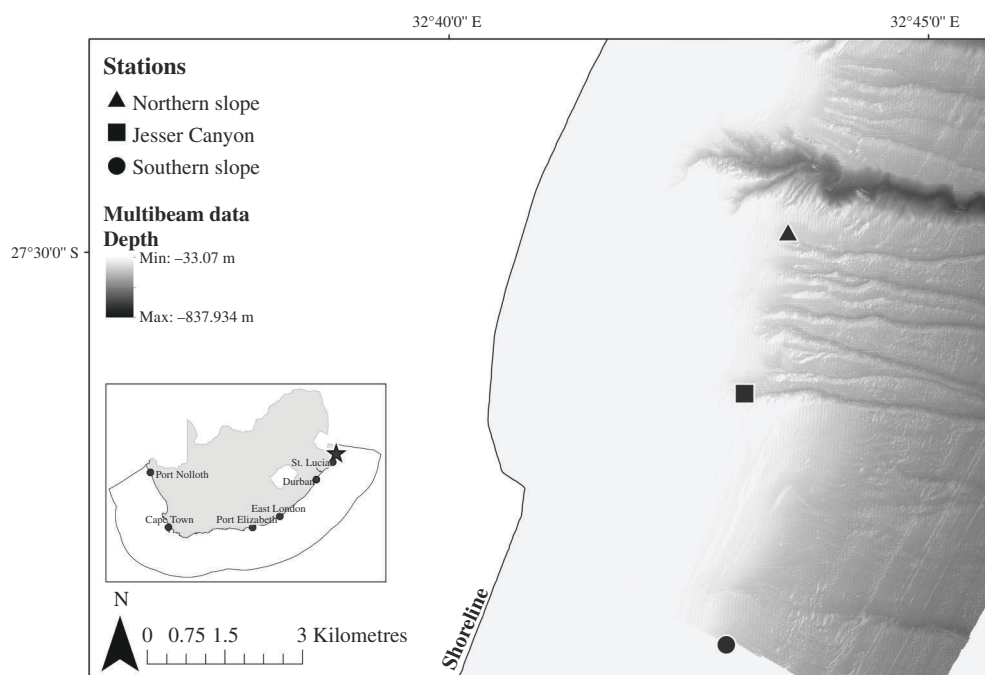 32°40'0" E
32°45'0" E
Stations
Northern slope
Jesser Canyon
Southern slope
Multibeam data
Depth
27°30'0" S
Min: –33.07 m
Max: –837.934 m
St. Lucia
Port Nolloth
Durban
East London
Cape Town
Port Elizabeth
N
0 0.75 1.5 3 Kilometres
Shoreline